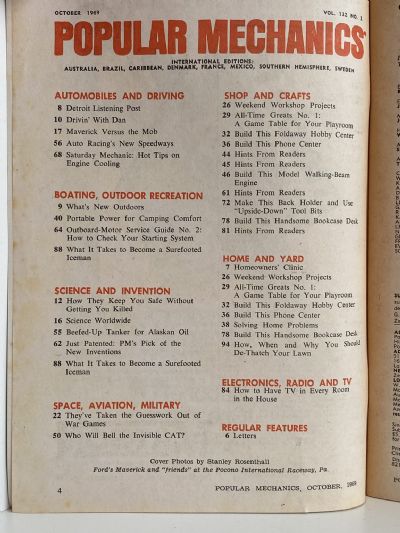 OCTOBER 1969
VOL. 132 NO. 2
POPULAR MECHANICS
INTERNATIONAL EDITIONS:
AUSTRALIA, BRAZIL, CARIBBEAN, DENMARK, FRANCE, MEXICO, SOUTHERN HEMISPHERE, SWEDEN
AUTOMOBILES AND DRIVING
8 Detroit Listening Post
10 Drivin' With Dan
17 Maverick Versus the Mob
56 Auto Racing's New Speedways
68 Saturday Mechanic: Hot Tips on
Engine Cooling
BOATING, OUTDOOR RECREATION
9 What's New Outdoors
40 Portable Power for Camping Comfort
64 Outboard-Motor Service Guide No. 2:
How to Check Your Starting System
88 What It Takes to Become a Surefooted
Iceman
SCIENCE AND INVENTION
12 How They Keep You Safe Without
Getting You Killed
16 Science Worldwide
55 Beefed-Up Tanker for Alaskan Oil
62 Just Patented: PM's Pick of the
New Inventions
88 What It Takes to Become a Surefooted
Iceman
SPACE, AVIATION, MILITARY
22 They've Taken the Guesswork Out of
War Games
50 Who Will Bell the Invisible CAT?
SHOP AND CRAFTS
26 Weekend Workshop Projects
29 All-Time Greats No. 1:
A Game Table for Your Playroom
32 Build This Foldaway Hobby Center
36 Build This Phone Center
44 Hints From Readers
45 Hints From Readers
46 Build This Model Walking-Beam
Engine
61 Hints From Readers
72 Make This Back Holder and Use
"Upside-Down" Tool Bits
78 Build This Handsome Bookcase Desk
81 Hints From Readers
HOME AND YARD
7 Homeowners' Clinic
26 Weekend Workshop Projects
29 All-Time Greats No. 1:
A Game Table for Your Playroom
32 Build This Foldaway Hobby Center
36 Build This Phone Center
38 Solving Home Problems
78 Build This Handsome Bookcase Desk
94 How, When and Why You Should
De-Thatch Your Lawn
ELECTRONICS, RADIO AND TV
84 How to Have TV in Every Room
in the House
REGULAR FEATURES
6 Letters
Cover Photos by Stanley Rosenthall
Ford's Maverick and "friends" at the Pocono International Raceway, Pa.
4
POPULAR MECHANICS, OCTOBER, 1969